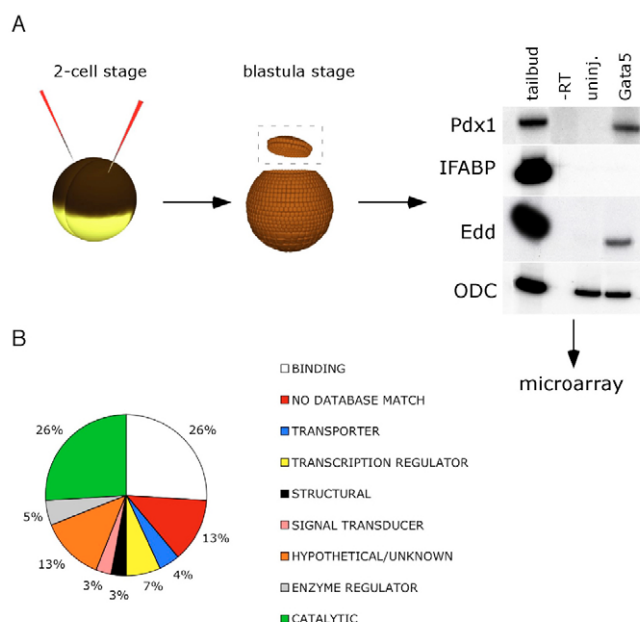 A
2-cell stage
blastula stage
tailbud
-RT
uninj.
Gata5
Pdx1
IFABP
Edd
ODC
microarray
B
26%
26%
5%
13%
13%
4%
3%
3%
7%
BINDING
NO DATABASE MATCH
TRANSPORTER
TRANSCRIPTION REGULATOR
STRUCTURAL
SIGNAL TRANSDUCER
HYPOTHETICAL/UNKNOWN
ENZYME REGULATOR
CATALYTIC